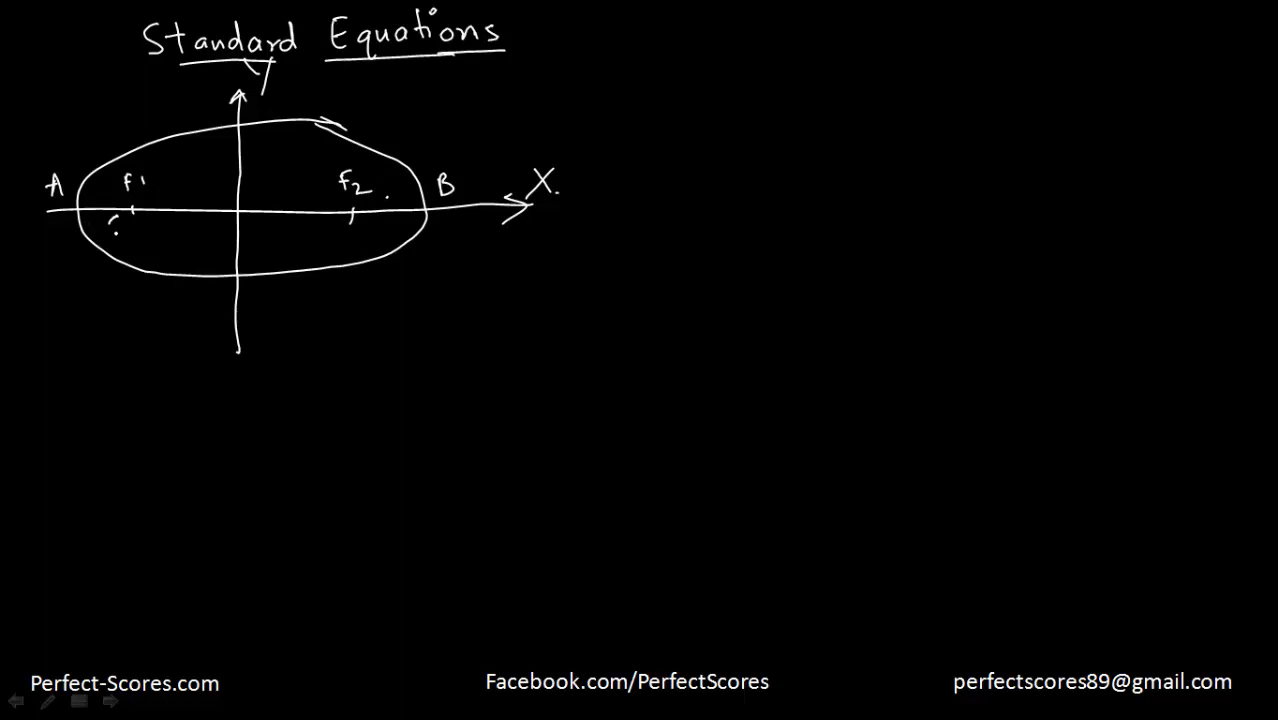 Standard Equations
y
A F1 F2 B X
Perfect-Scores.com Facebook.com/PerfectScores perfectscores89@gmail.com